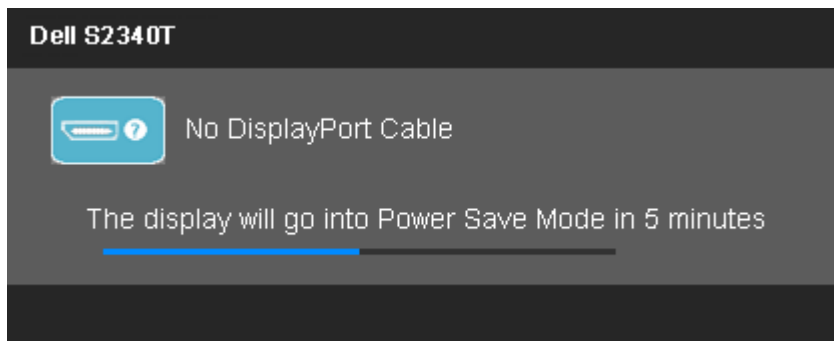 Dell S2340T
No DisplayPort Cable
The display will go into Power Save Mode in 5 minutes